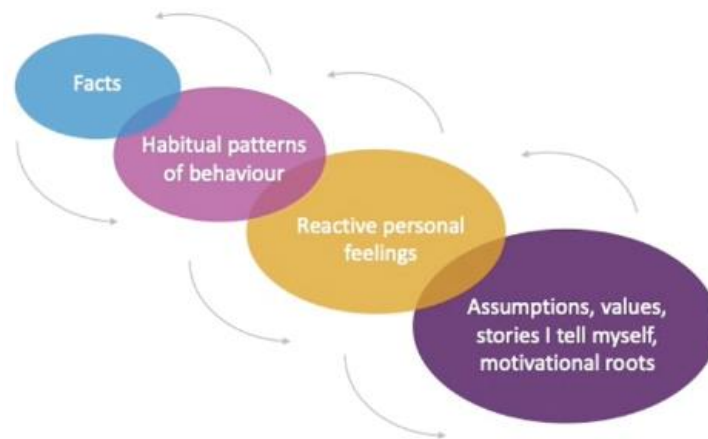 Facts
Habitual patterns
of behaviour
Reactive personal
feelings
Assumptions, values,
stories I tell myself,
motivational roots